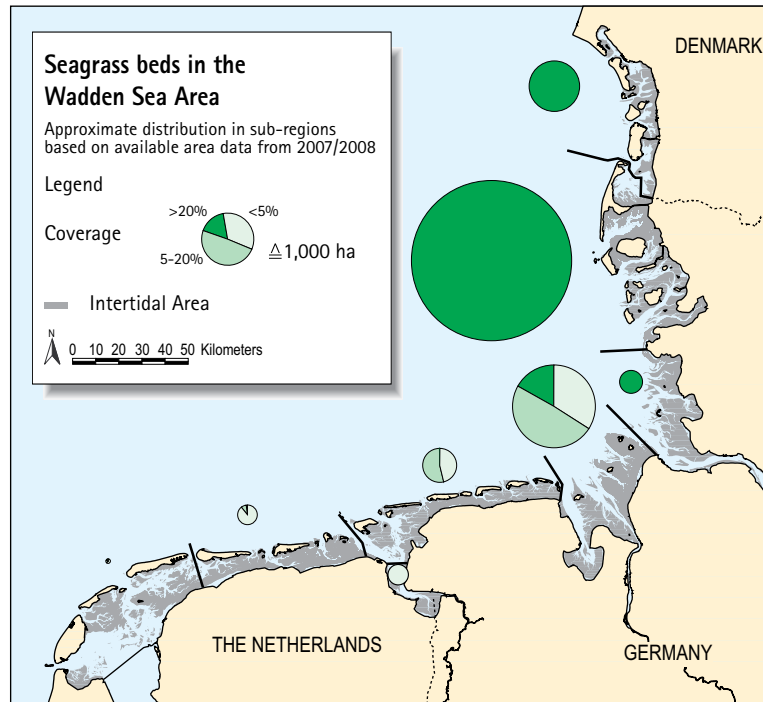 DENMARK
Seagrass beds in the
Wadden Sea Area
Approximate distribution in sub-regions
based on available area data from 2007/2008
Legend
>20% <5%
Coverage
≙1,000 ha
5-20%
Intertidal Area
N
0 10 20 30 40 50 Kilometers
THE NETHERLANDS
GERMANY